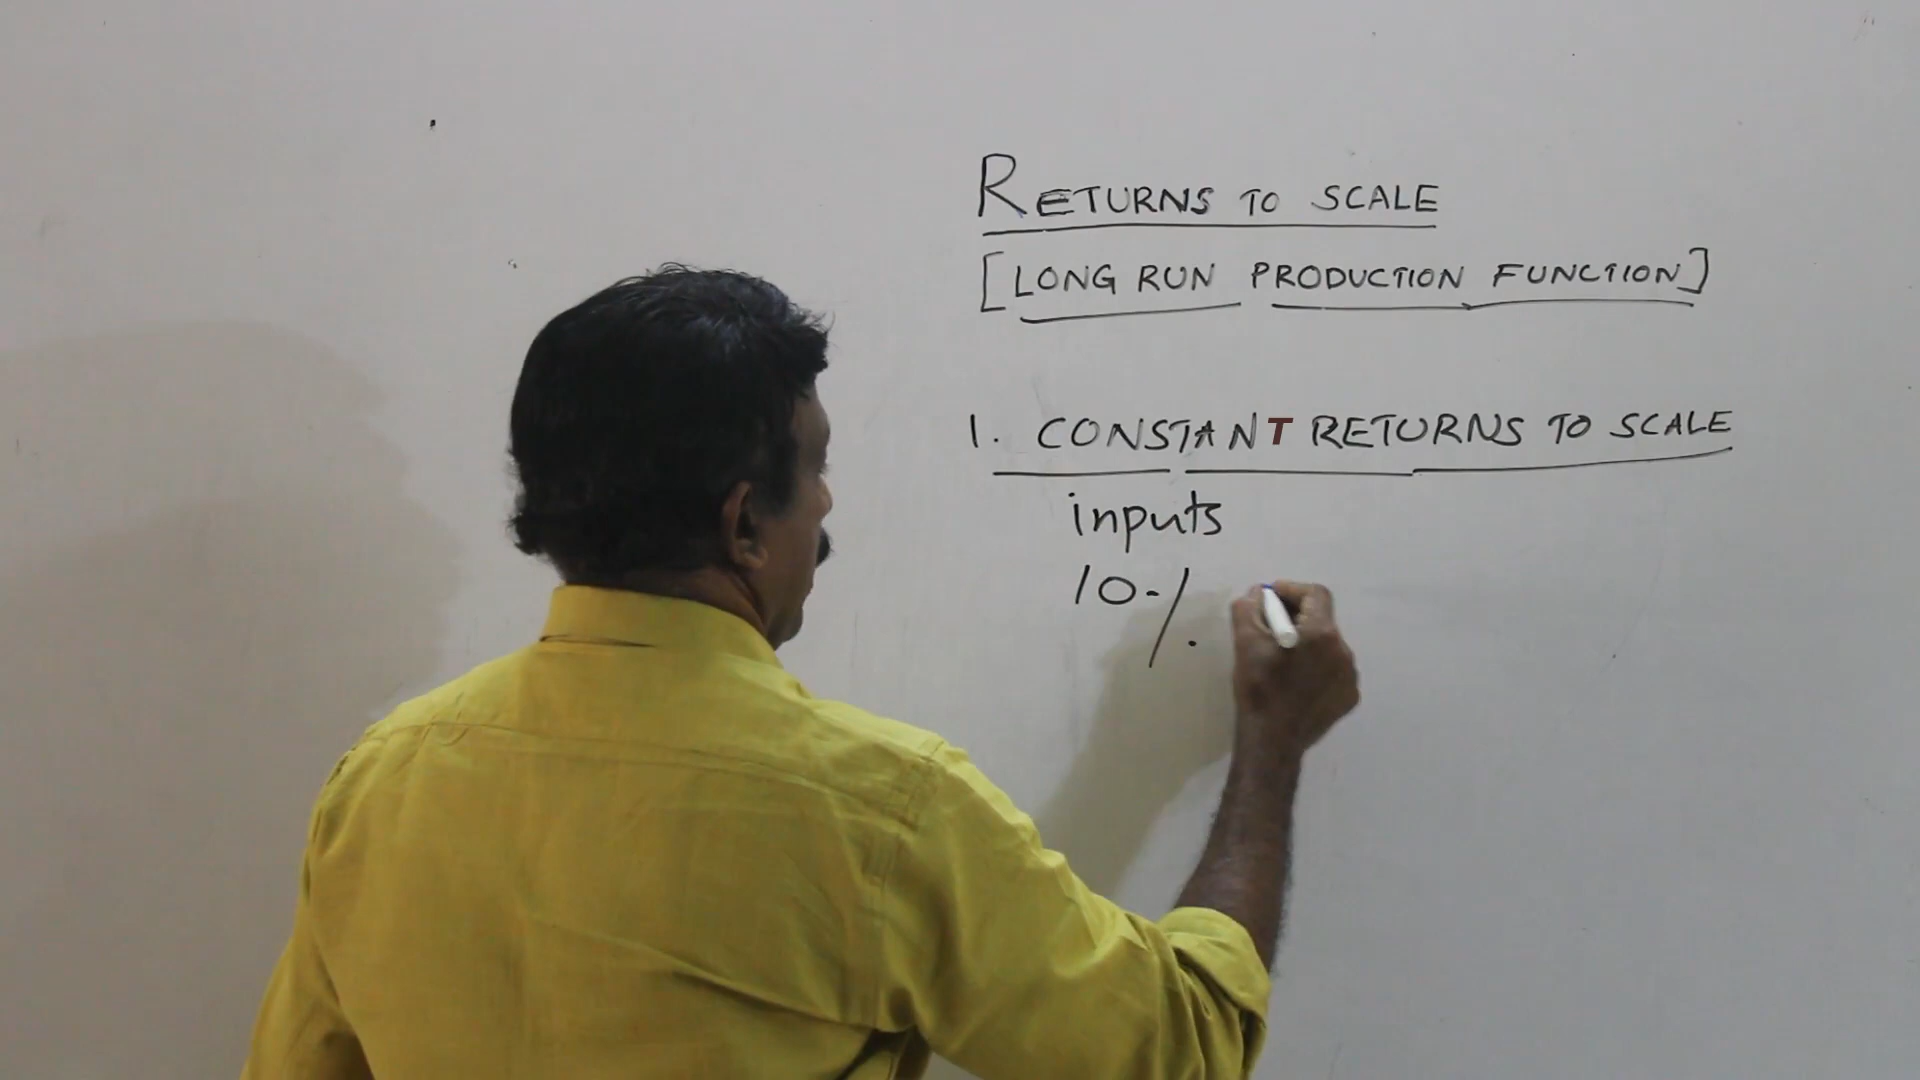 RETURNS TO SCALE
[LONG RUN PRODUCTION FUNCTION]
1. CONSTANT RETURNS TO SCALE
inputs
10%